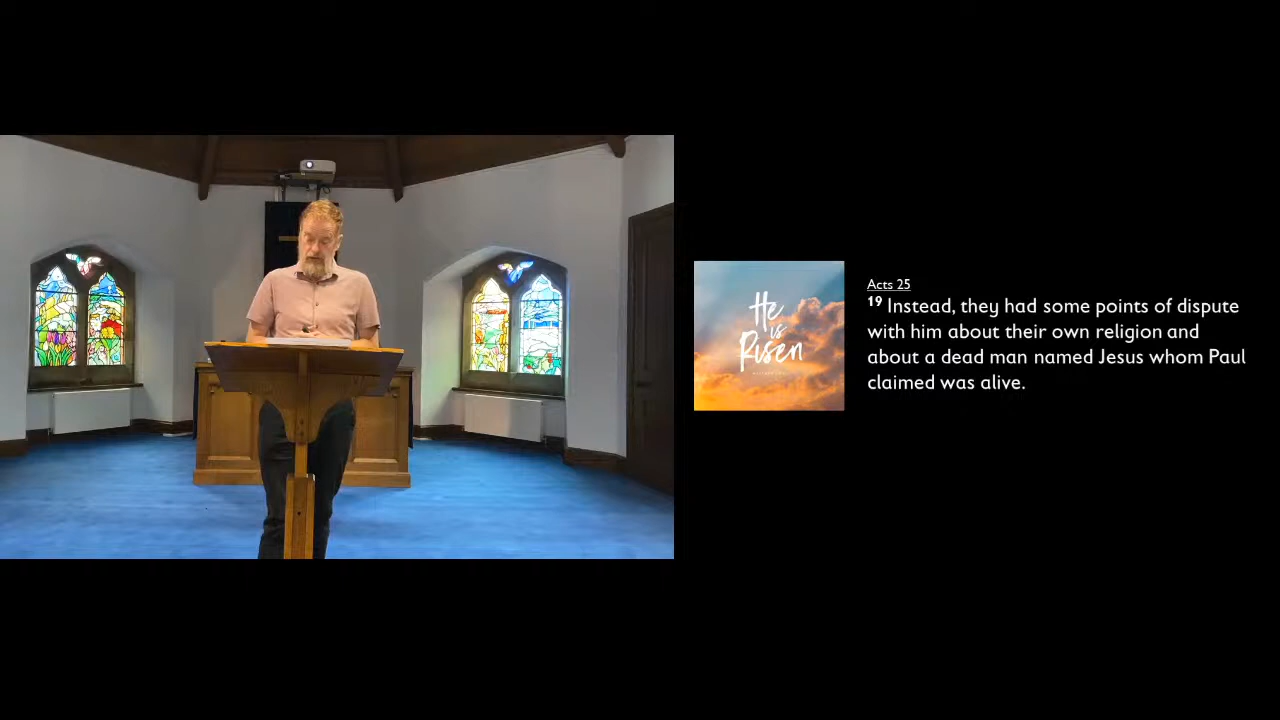 He
is
Risen
Acts 25
19 Instead, they had some points of dispute
with him about their own religion and
about a dead man named Jesus whom Paul
claimed was alive.